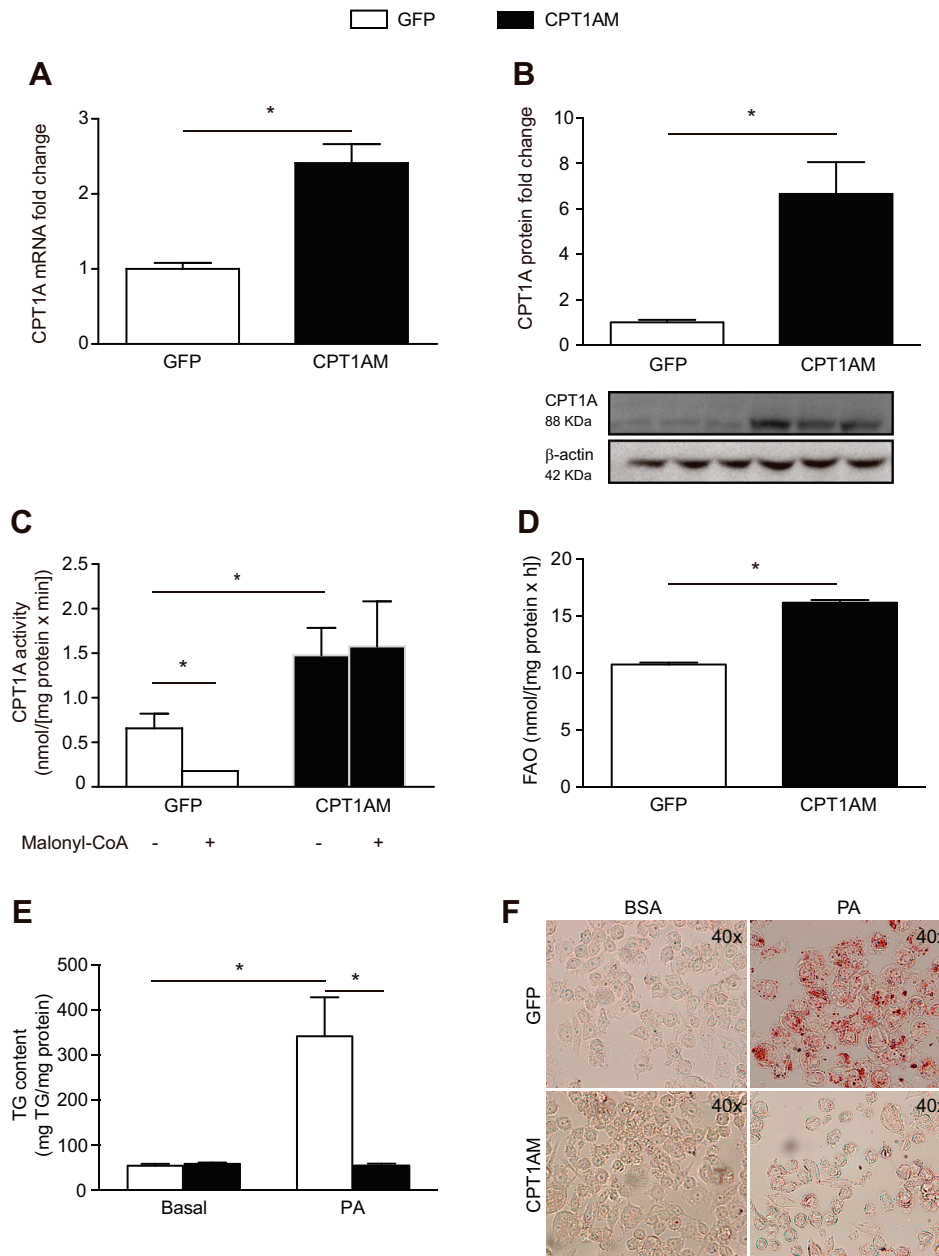 GFP CPT1AM
A
CPT1A mRNA fold change
3
2
1
0
*
GFP CPT1AM
B
CPT1A protein fold change
10
8
6
4
2
0
*
GFP CPT1AM
CPT1A
88 KDa
β-actin
42 KDa
C
CPT1A activity
(nmol/[mg protein x min])
2.5
2.0
1.5
1.0
0.5
0
*
*
GFP CPT1AM
Malonyl-CoA - + - +
D
FAO (nmol/[mg protein x h])
20
15
10
5
0
*
GFP CPT1AM
E
TG content
(mg TG/mg protein)
500
400
300
200
100
0
* *
Basal PA
F
BSA PA
GFP
40x 40x
CPT1AM
40x 40x